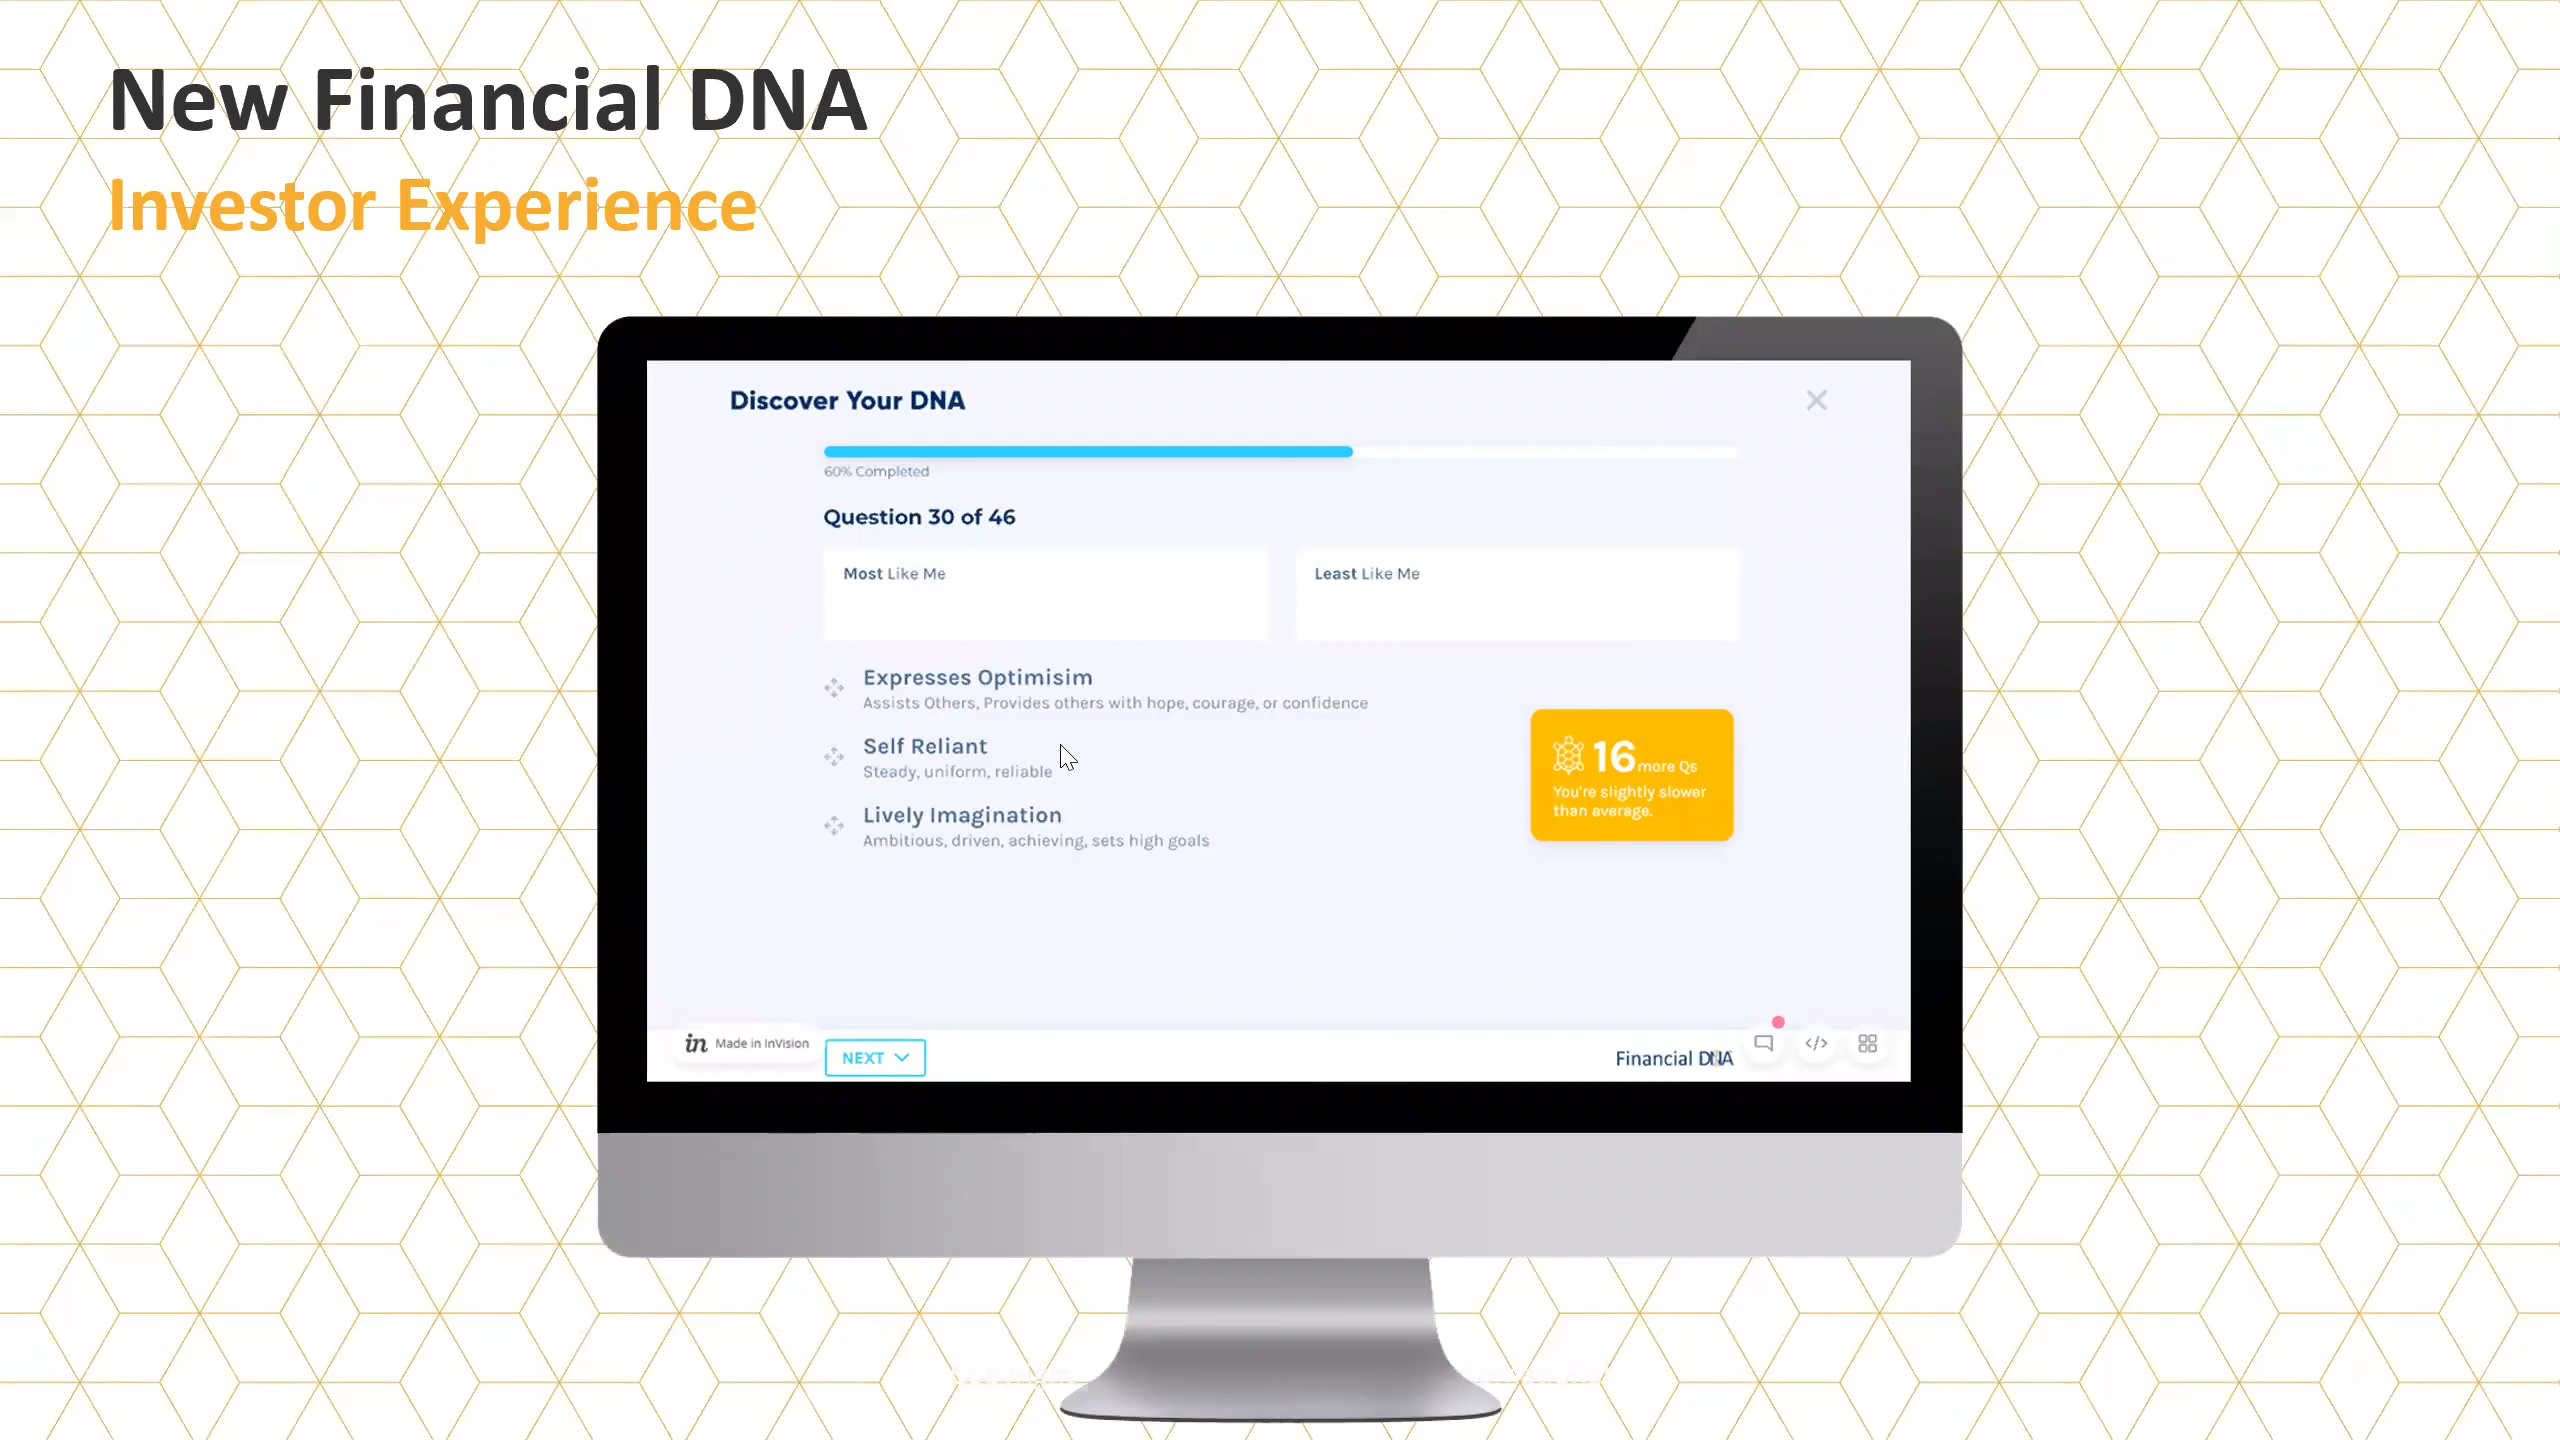 New Financial DNA
Investor Experience
Discover Your DNA
60% Completed
Question 30 of 46
Most Like Me
Least Like Me
Expresses Optimisim
Assists Others, Provides others with hope, courage, or confidence
Self Reliant
Steady, uniform, reliable
Lively Imagination
Ambitious, driven, achieving, sets high goals
16 more Qs
You're slightly slower
than average.
in Made in InVision
NEXT
Financial DNA